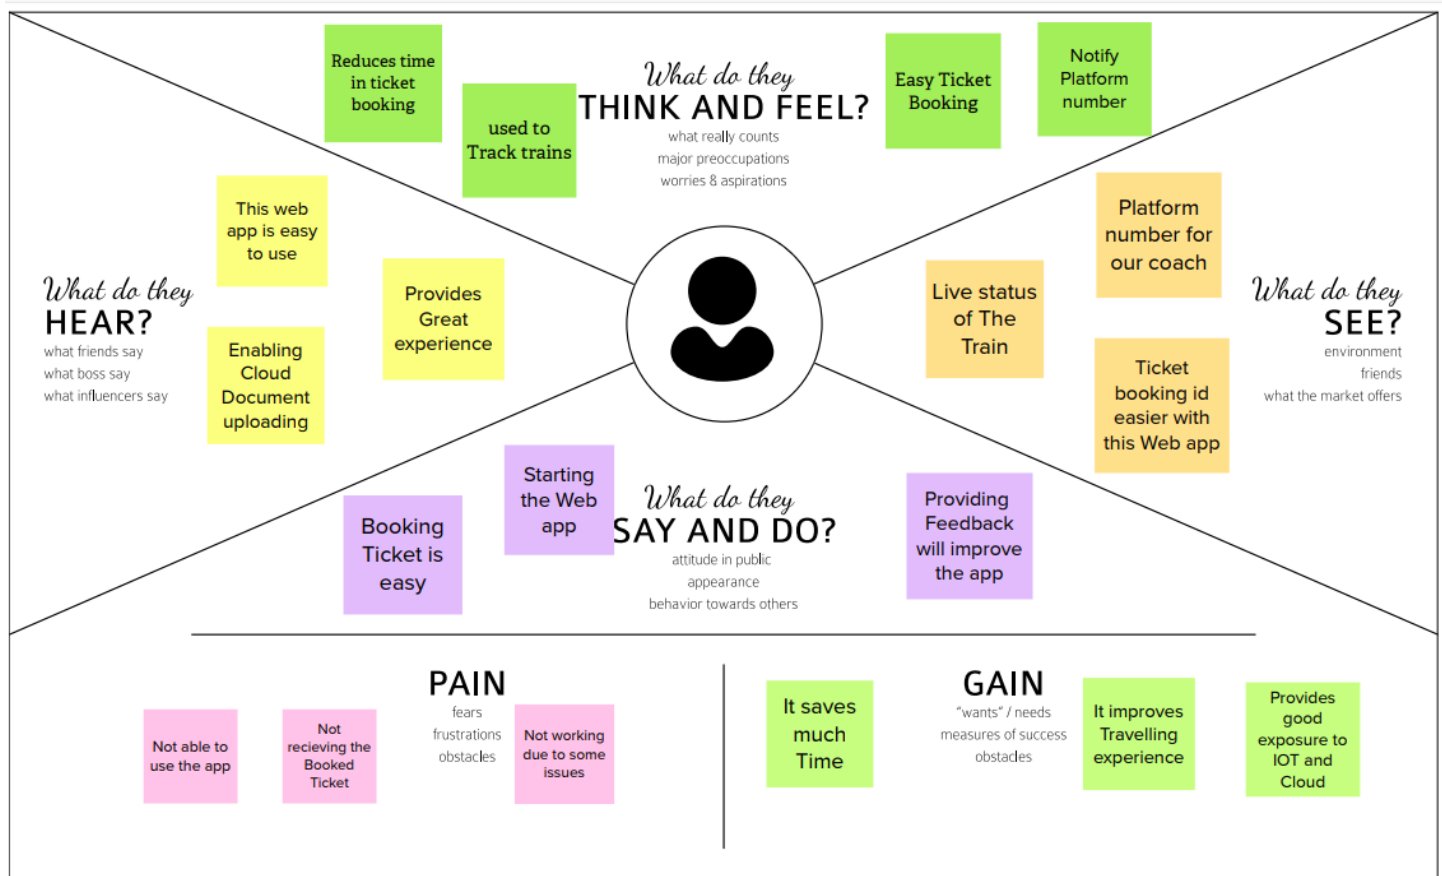 Reduces time
in ticket
booking
used to
Track trains
What do they
THINK AND FEEL?
what really counts
major preoccupations
worries & aspirations
Easy Ticket
Booking
Notify
Platform
number
What do they
HEAR?
what friends say
what boss say
what influencers say
This web
app is easy
to use
Provides
Great
experience
Enabling
Cloud
Document
uploading
Platform
number for
our coach
Live status
of The
Train
Ticket
booking id
easier with
this Web app
What do they
SEE?
environment
friends
what the market offers
Booking
Ticket is
easy
Starting
the Web
app
What do they
SAY AND DO?
attitude in public
appearance
behavior towards others
Providing
Feedback
will improve
the app
PAIN
fears
frustrations
obstacles
Not able to
use the app
Not
recieving the
Booked
Ticket
Not working
due to some
issues
GAIN
"wants" / needs
measures of success
obstacles
It saves
much
Time
It improves
Travelling
experience
Provides
good
exposure to
IOT and
Cloud